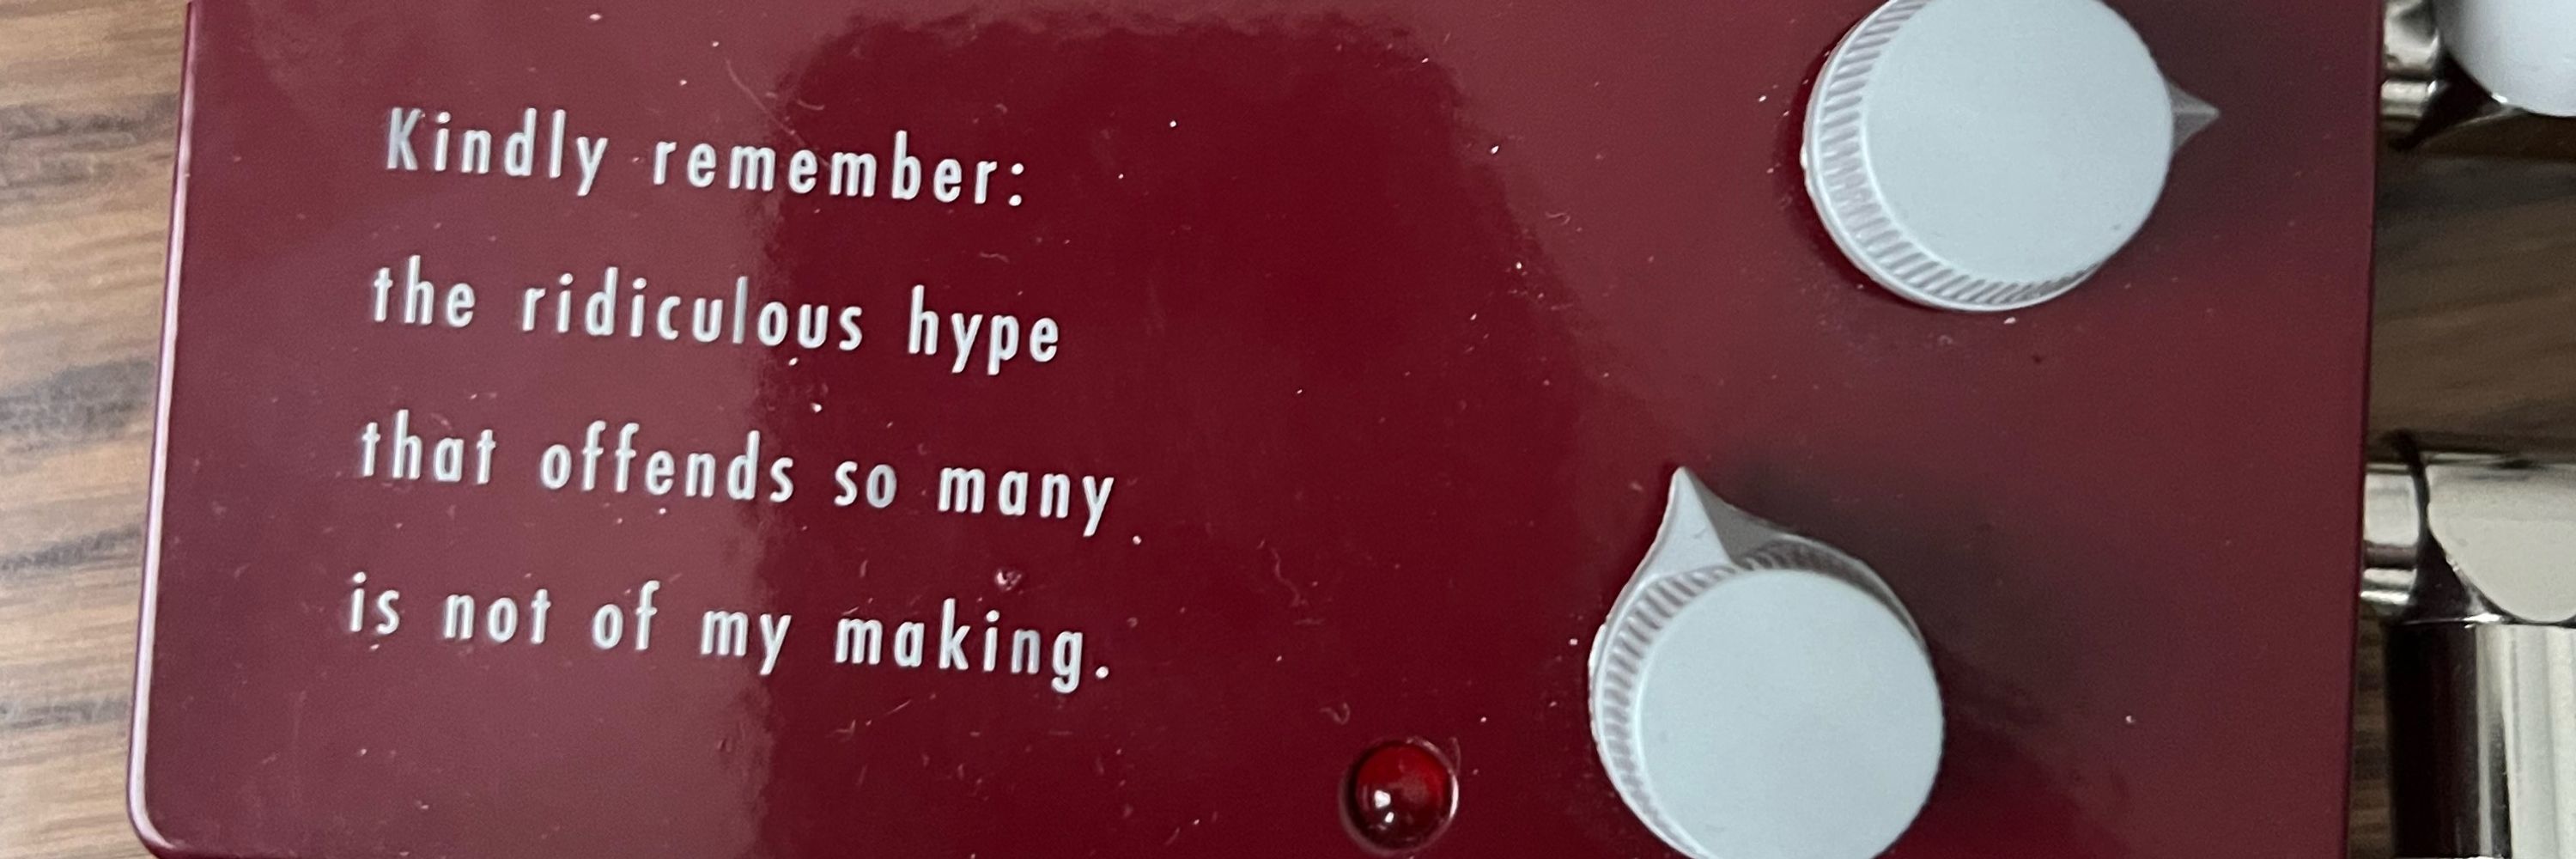 Kindly remember:
the ridiculous hype
that offends so many
is not of my making.